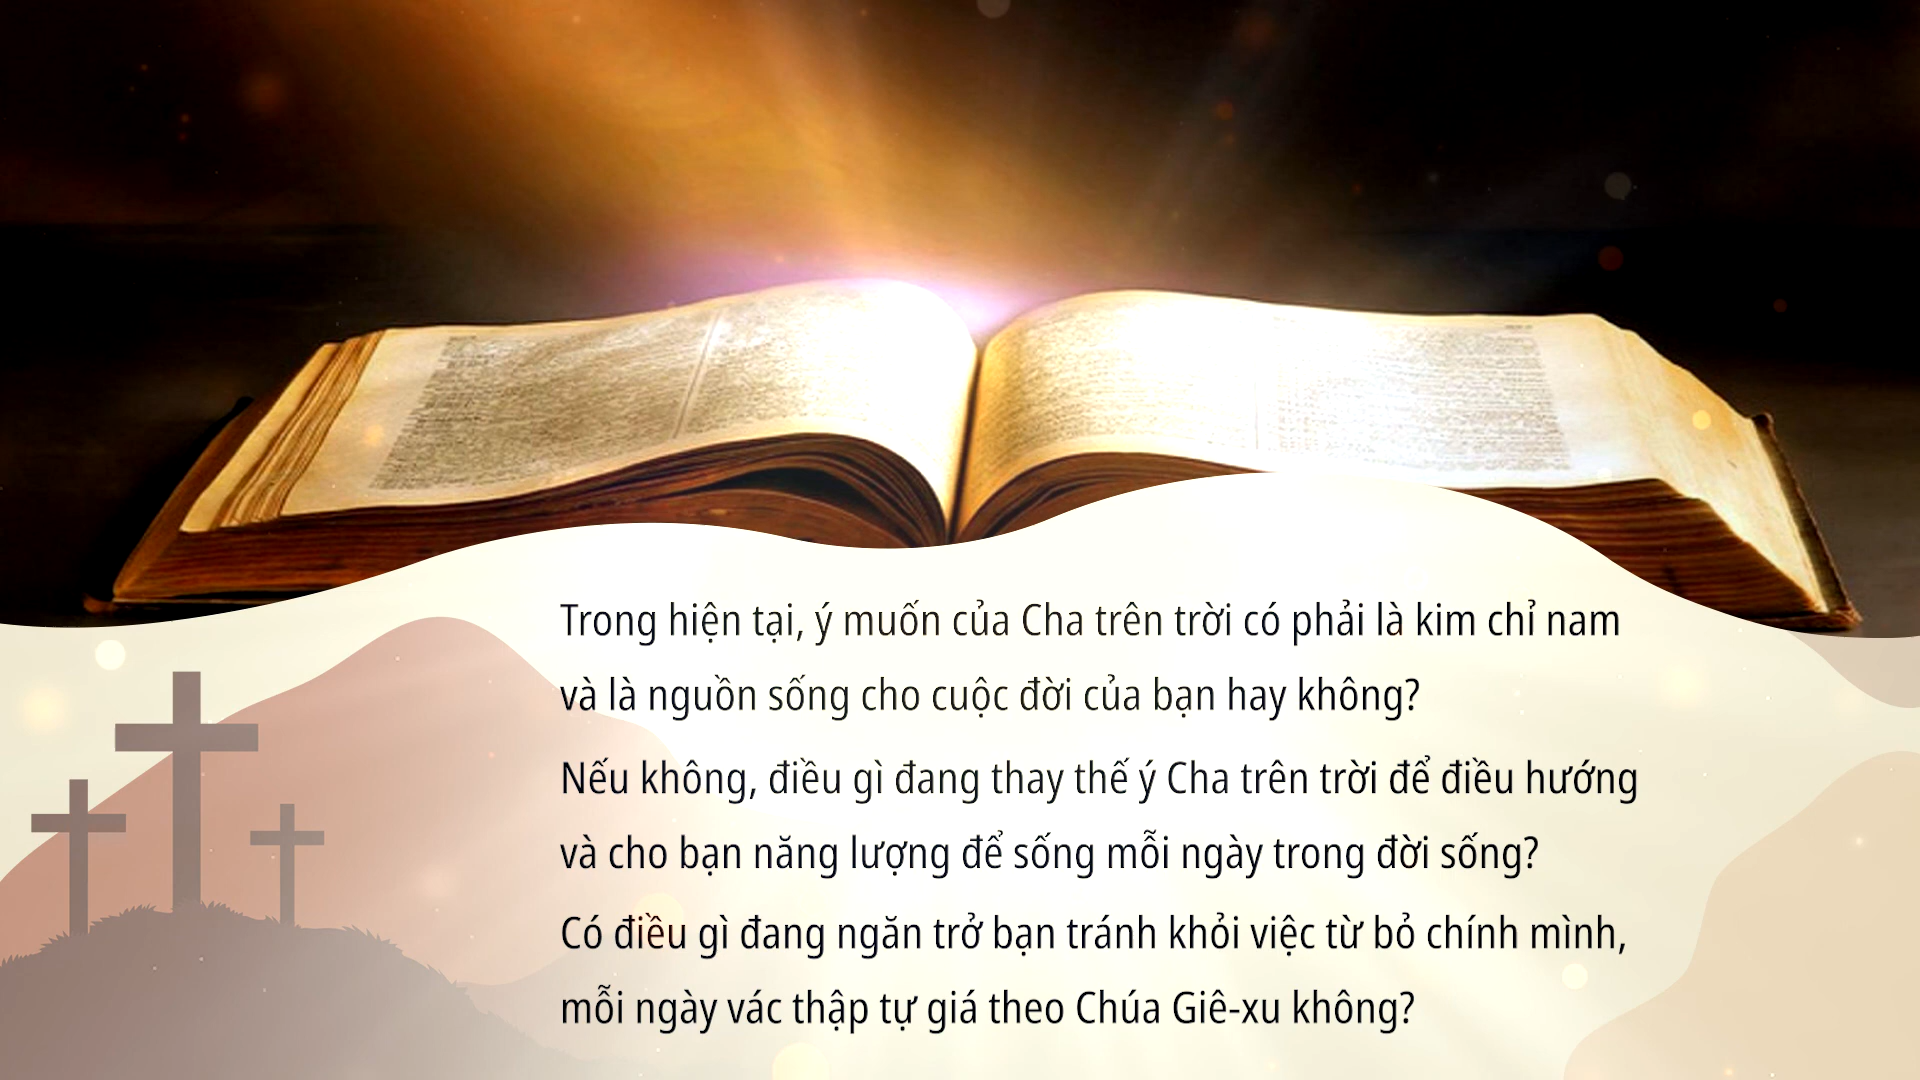 Trong hiện tại, ý muốn của Cha trên trời có phải là kim chỉ nam
và là nguồn sống cho cuộc đời của bạn hay không?
Nếu không, điều gì đang thay thế ý Cha trên trời để điều hướng
và cho bạn năng lượng để sống mỗi ngày trong đời sống?
Có điều gì đang ngăn trở bạn tránh khỏi việc từ bỏ chính mình,
mỗi ngày vác thập tự giá theo Chúa Giê-xu không?